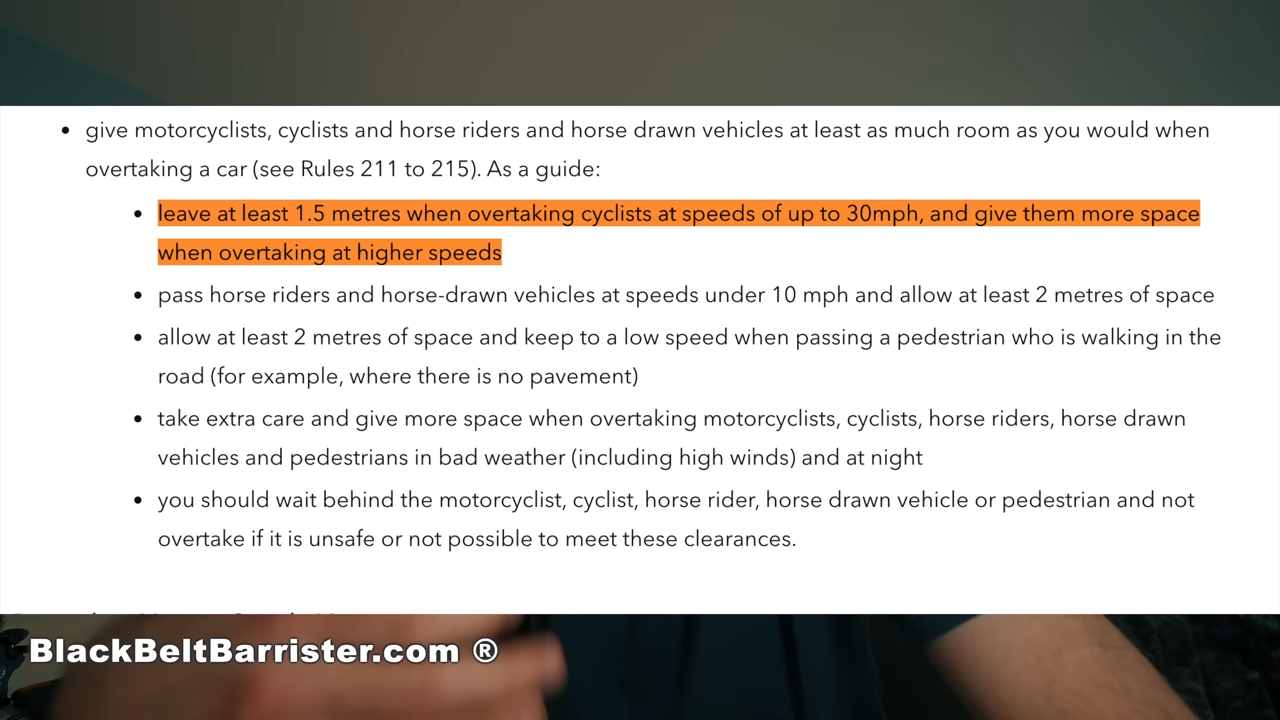 • give motorcyclists, cyclists and horse riders and horse drawn vehicles at least as much room as you would when
overtaking a car (see Rules 211 to 215). As a guide:
• leave at least 1.5 metres when overtaking cyclists at speeds of up to 30mph, and give them more space
when overtaking at higher speeds
• pass horse riders and horse-drawn vehicles at speeds under 10 mph and allow at least 2 metres of space
• allow at least 2 metres of space and keep to a low speed when passing a pedestrian who is walking in the
road (for example, where there is no pavement)
• take extra care and give more space when overtaking motorcyclists, cyclists, horse riders, horse drawn
vehicles and pedestrians in bad weather (including high winds) and at night
• you should wait behind the motorcyclist, cyclist, horse rider, horse drawn vehicle or pedestrian and not
overtake if it is unsafe or not possible to meet these clearances.
BlackBeltBarrister.com ®